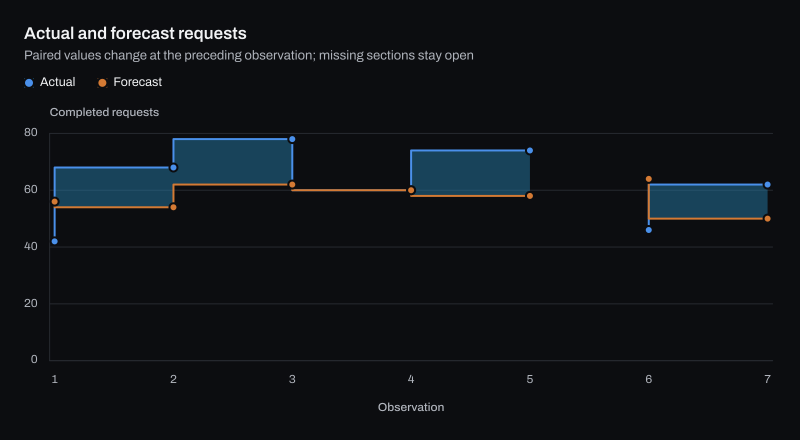 Actual and forecast requests
Paired values change at the preceding observation; missing sections stay open
Actual Forecast
Completed requests
80
60
40
20
0
1 2 3 4 5 6 7
Observation